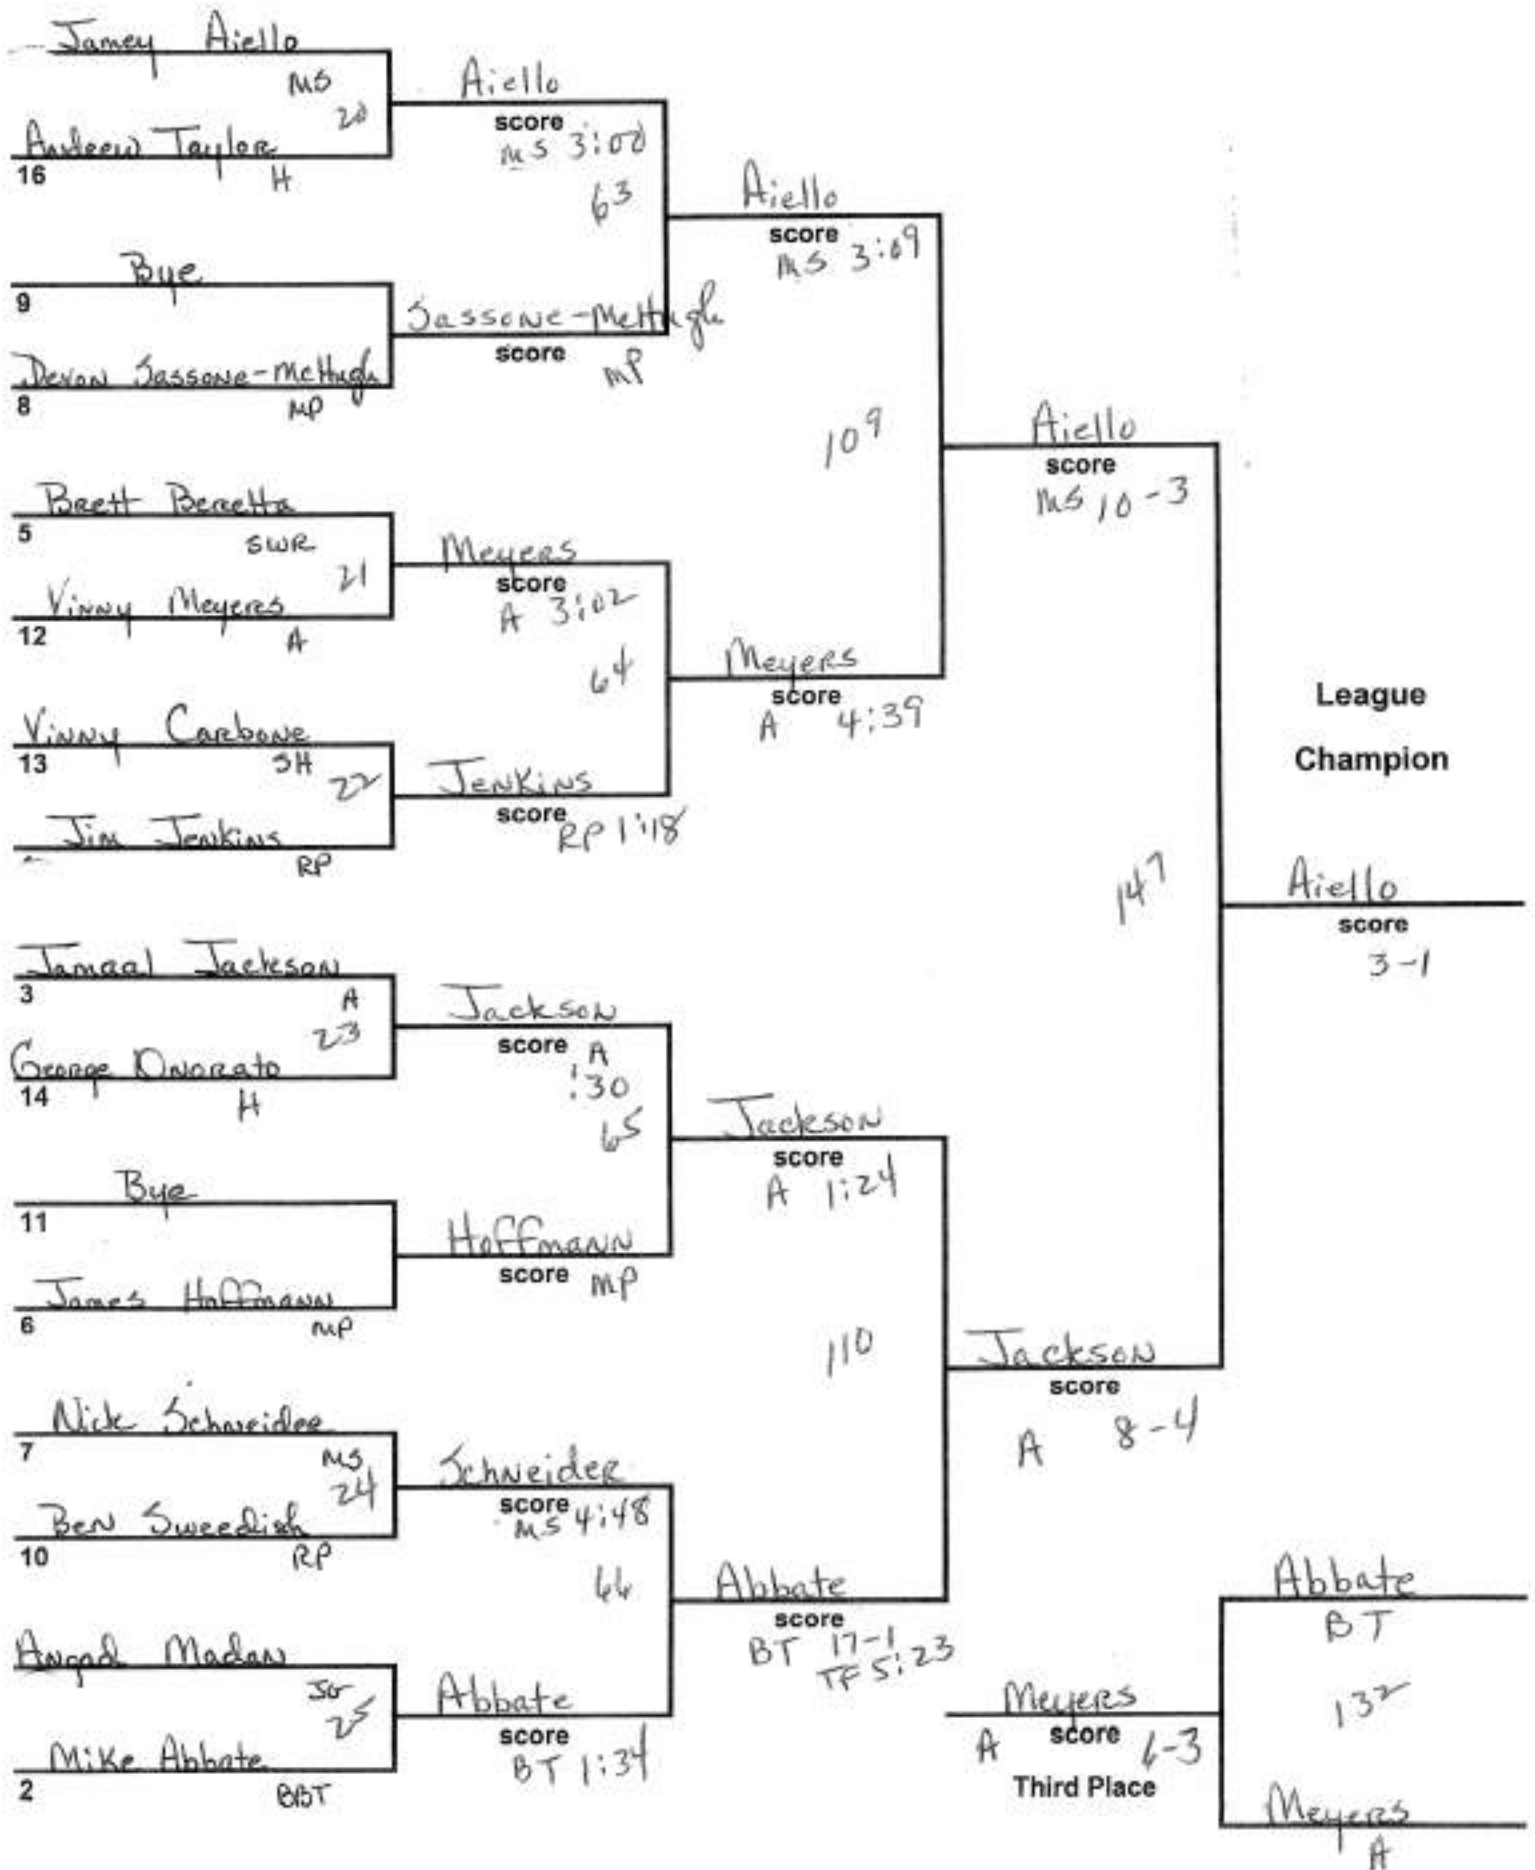 Jamey Aiello
MS
20
Andrew Taylor
16
H
Bye
9
Devon Sassone-McHugh
8
MP
Brett Beretta
5
SWR
21
Vinny Meyers
12
A
Vinny Carbone
13
SH
22
Jim Jenkins
RP
Jamaal Jackson
3
A
23
George Onorato
14
H
Bye
11
James Hoffmann
6
MP
Nick Schneider
7
MS
24
Ben Sweedish
10
RP
Angad Madan
SG
25
Mike Abbate
2
BBT
Aiello
score
MS 3:00
63
Sassone-McHugh
score
MP
Meyers
score
A 3:02
64
Jenkins
score
RP 1:18
Jackson
score A
:30
65
Hoffmann
score MP
Schneider
score
MS 4:48
66
Abbate
score
BT 1:34
Aiello
score
MS 3:09
109
Meyers
score
A 4:39
Jackson
score
A 1:24
110
Abbate
score
BT 17-1
TF 5:23
Aiello
score
MS 10-3
147
Jackson
score
A 8-4
League
Champion
Aiello
score
3-1
Abbate
BT
132
Meyers
A
Meyers
score
A 6-3
Third Place